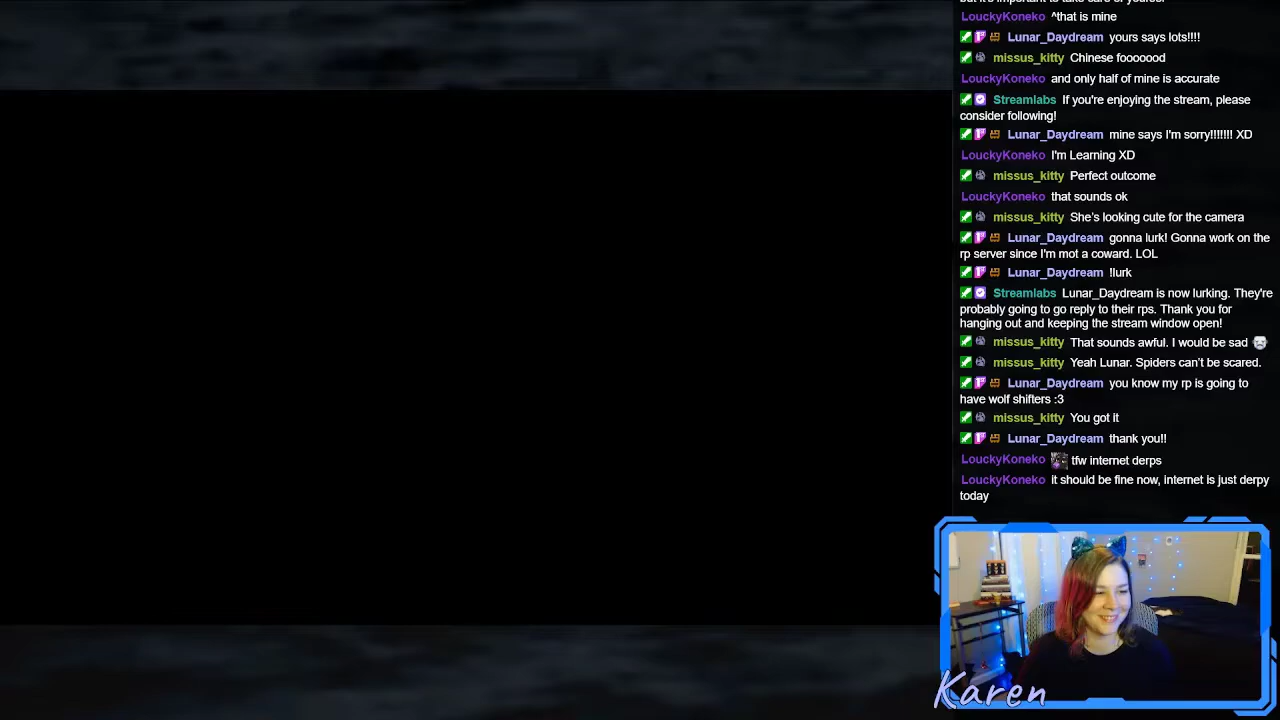 LouckyKoneko ^that is mine
Lunar_Daydream yours says lots!!!!
missus_kitty Chinese fooooood
LouckyKoneko and only half of mine is accurate
Streamlabs If you're enjoying the stream, please
consider following!
Lunar_Daydream mine says I'm sorry!!!!!!! XD
LouckyKoneko I'm Learning XD
missus_kitty Perfect outcome
LouckyKoneko that sounds ok
missus_kitty She's looking cute for the camera
Lunar_Daydream gonna lurk! Gonna work on the
rp server since I'm mot a coward. LOL
Lunar_Daydream !lurk
Streamlabs Lunar_Daydream is now lurking. They're
probably going to go reply to their rps. Thank you for
hanging out and keeping the stream window open!
missus_kitty That sounds awful. I would be sad
missus_kitty Yeah Lunar. Spiders can't be scared.
Lunar_Daydream you know my rp is going to
have wolf shifters :3
missus_kitty You got it
Lunar_Daydream thank you!!
LouckyKoneko tfw internet derps
LouckyKoneko it should be fine now, internet is just derpy
today
Karen